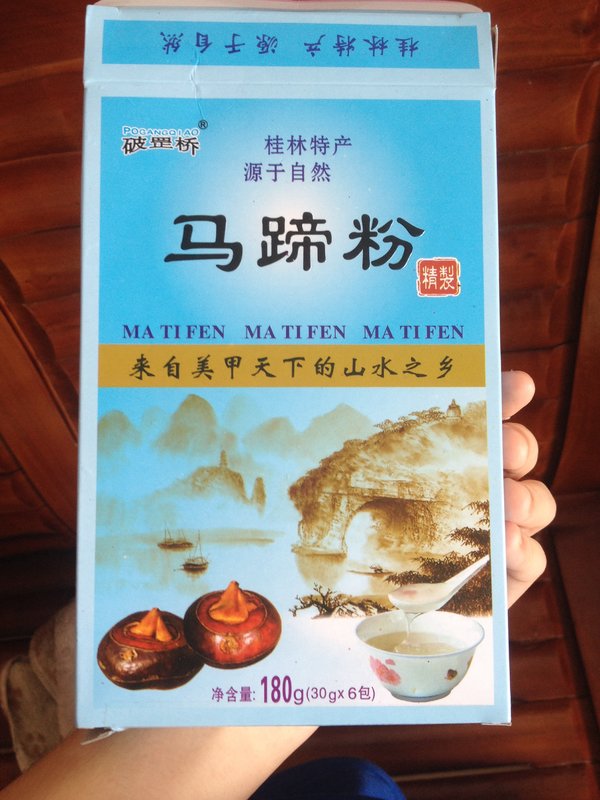 桂林特产 源于自然
POGANGQIAO
破罡桥®
桂林特产
源于自然
马蹄粉
精製
MA TI FEN MA TI FEN MA TI FEN
来自美甲天下的山水之乡
净含量: 180g(30g×6包)